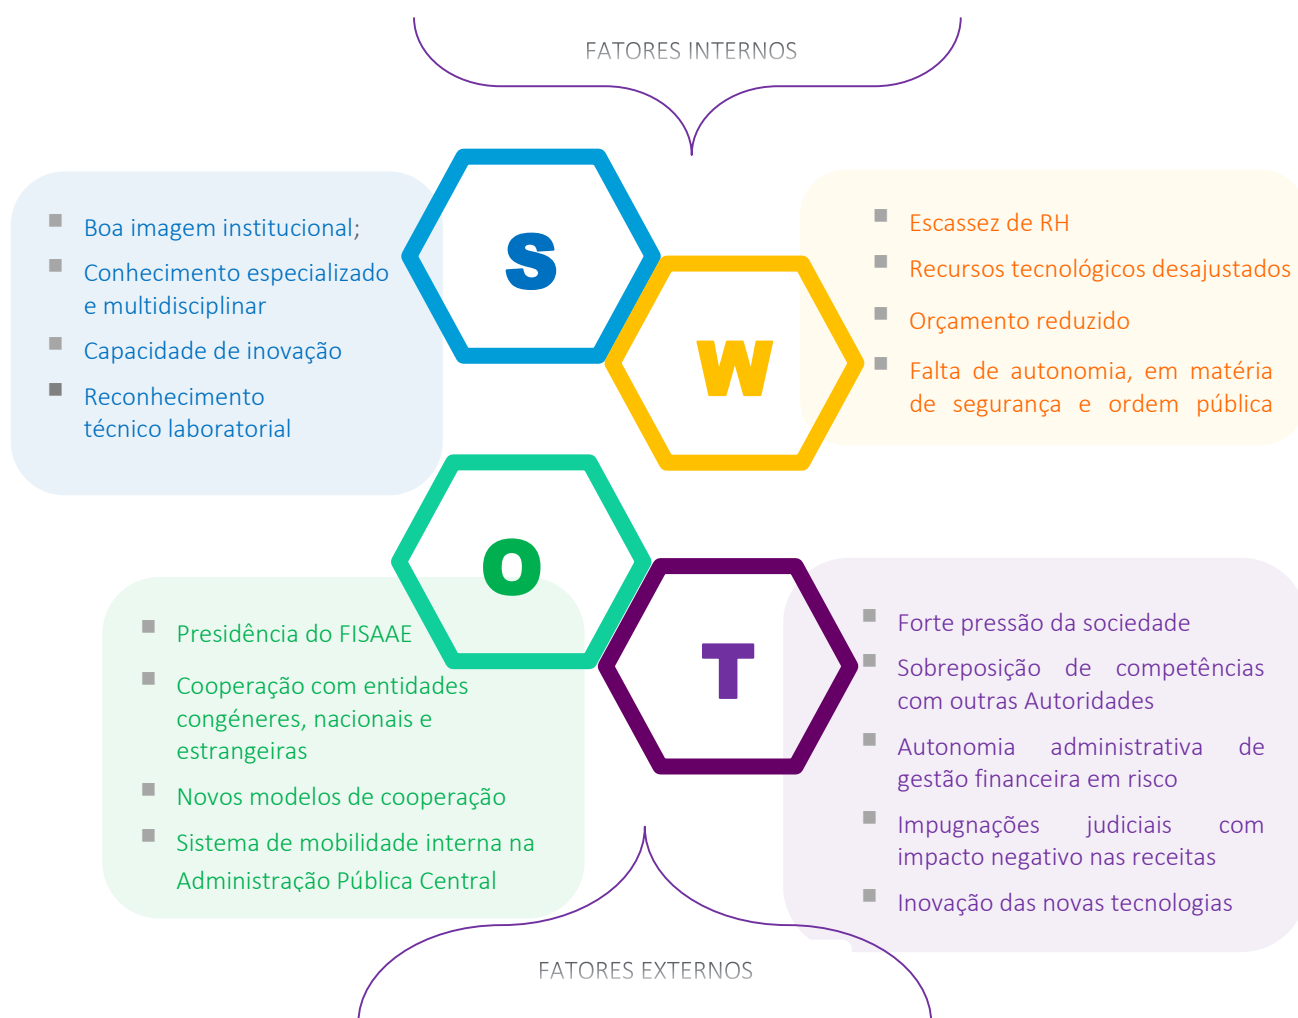 FATORES INTERNOS
S
Boa imagem institucional;
Conhecimento especializado
e multidisciplinar
Capacidade de inovação
Reconhecimento
técnico laboratorial
W
Escassez de RH
Recursos tecnológicos desajustados
Orçamento reduzido
Falta de autonomia, em matéria
de segurança e ordem pública
O
Presidência do FISAAE
Cooperação com entidades
congéneres, nacionais e
estrangeiras
Novos modelos de cooperação
Sistema de mobilidade interna na
Administração Pública Central
T
Forte pressão da sociedade
Sobreposição de competências
com outras Autoridades
Autonomia administrativa de
gestão financeira em risco
Impugnações judiciais com
impacto negativo nas receitas
Inovação das novas tecnologias
FATORES EXTERNOS